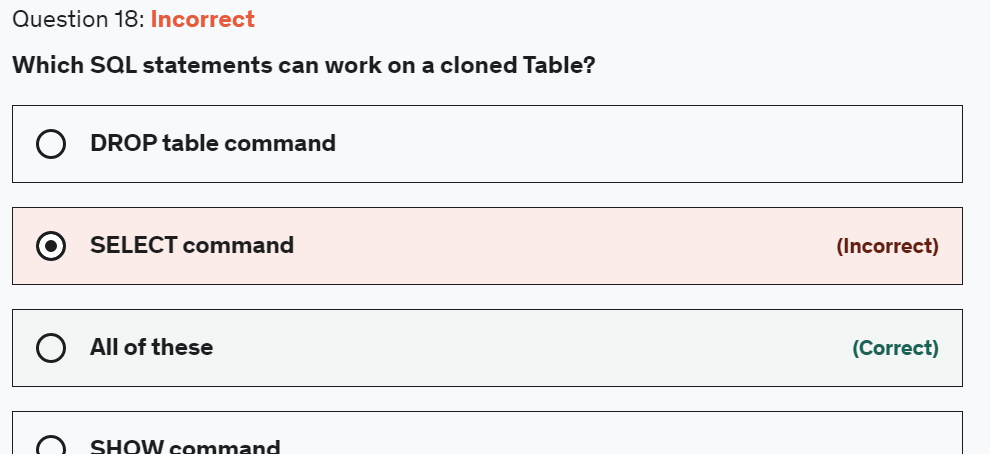 Question 18: Incorrect
Which SQL statements can work on a cloned Table?
DROP table command
SELECT command (Incorrect)
All of these (Correct)
SHOW command